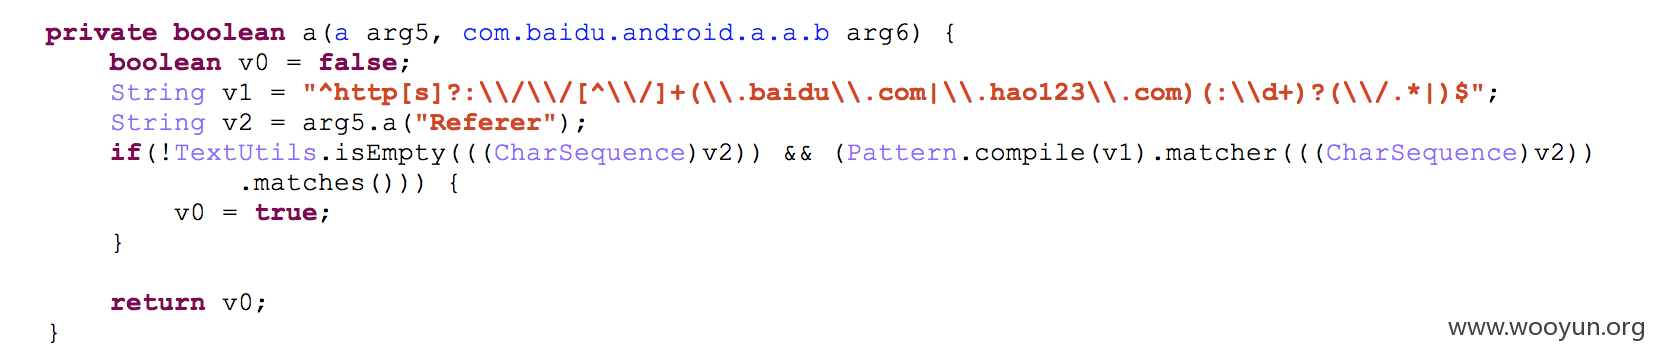 private boolean a(a arg5, com.baidu.android.a.a.b arg6) {
    boolean v0 = false;
    String v1 = "^http[s]?:\\/\\/[^\\/]+(\\.baidu\\.com|\\.hao123\\.com)(:\\d+)?(\\/.*|)$";
    String v2 = arg5.a("Referer");
    if(!TextUtils.isEmpty(((CharSequence)v2)) && (Pattern.compile(v1).matcher(((CharSequence)v2))
            .matches())) {
        v0 = true;
    }
    return v0;
}
www.wooyun.org